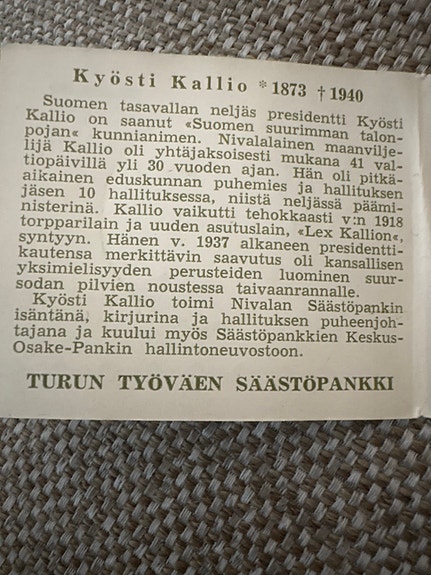 Kyösti Kallio * 1873 † 1940
Suomen tasavallan neljäs presidentti Kyösti
Kallio on saanut «Suomen suurimman talon-
pojan« kunnianimen. Nivalalainen maanvilje-
lijä Kallio oli yhtäjaksoisesti mukana 41 val-
tiopäivillä yli 30 vuoden ajan. Hän oli pitkä-
aikainen eduskunnan puhemies ja hallituksen
jäsen 10 hallituksessa, niistä neljässä päämi-
nisterinä. Kallio vaikutti tehokkaasti v:n 1918
torpparilain ja uuden asutuslain, «Lex Kallion«,
syntyyn. Hänen v. 1937 alkaneen presidentti-
kautensa merkittävin saavutus oli kansallisen
yksimielisyyden perusteiden luominen suur-
sodan pilvien noustessa taivaanrannalle.
Kyösti Kallio toimi Nivalan Säästöpankin
isäntänä, kirjurina ja hallituksen puheenjoh-
tajana ja kuului myös Säästöpankkien Keskus-
Osake-Pankin hallintoneuvostoon.
TURUN TYÖVÄEN SÄÄSTÖPANKKI